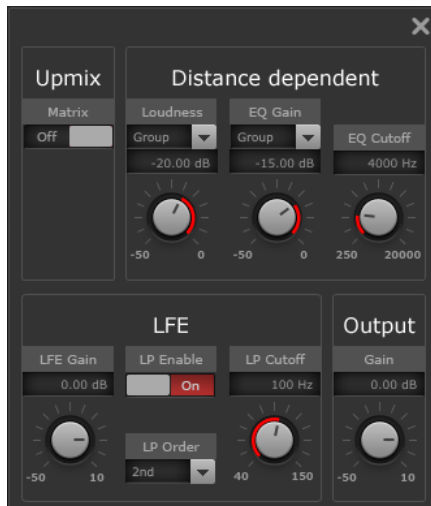 Upmix
Distance dependent
Matrix
Loudness
EQ Gain
Off
Group
Group
EQ Cutoff
-20.00 dB
-15.00 dB
4000 Hz
-50 0
-50 0
250 20000
LFE
Output
LFE Gain
LP Enable
LP Cutoff
Gain
0.00 dB
On
100 Hz
0.00 dB
LP Order
2nd
-50 10
40 150
-50 10